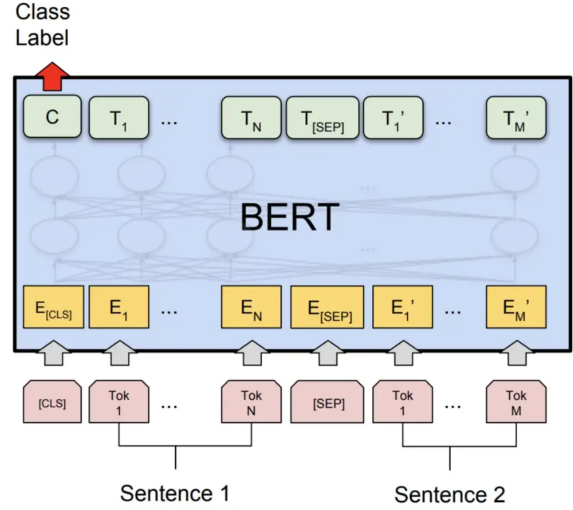 Class
Label
C T1 ... TN T[SEP] T1' ... TM'
...
BERT
...
E[CLS] E1 ... EN E[SEP] E1' ... EM'
[CLS] Tok 1 ... Tok N [SEP] Tok 1 ... Tok M
Sentence 1 Sentence 2